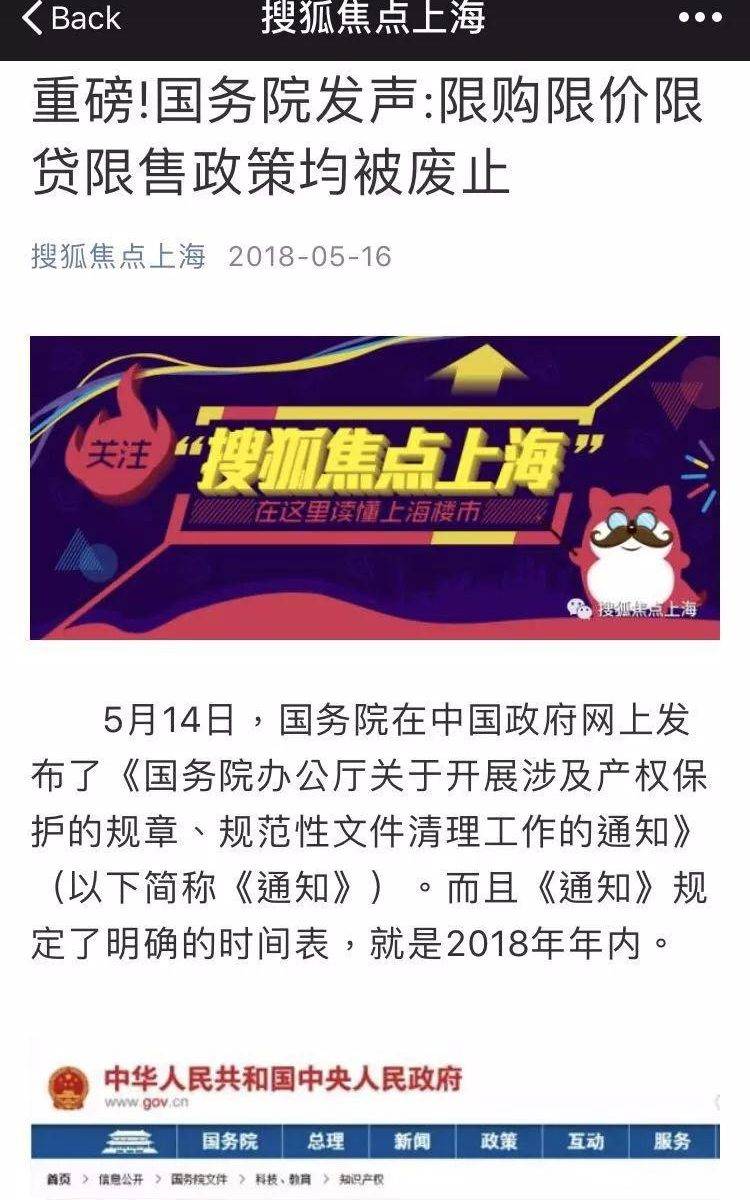 Back
搜狐焦点上海
重磅!国务院发声:限购限价限
贷限售政策均被废止
搜狐焦点上海 2018-05-16
关注
“搜狐焦点上海”
在这里读懂上海楼市
搜狐焦点上海
5月14日，国务院在中国政府网上发
布了《国务院办公厅关于开展涉及产权保
护的规章、规范性文件清理工作的通知》
（以下简称《通知》）。而且《通知》规
定了明确的时间表，就是2018年年内。
中华人民共和国中央人民政府
www.gov.cn
国务院 总理 新闻 政策 互动 服务
首页 > 信息公开 > 国务院文件 > 科技、教育 > 知识产权